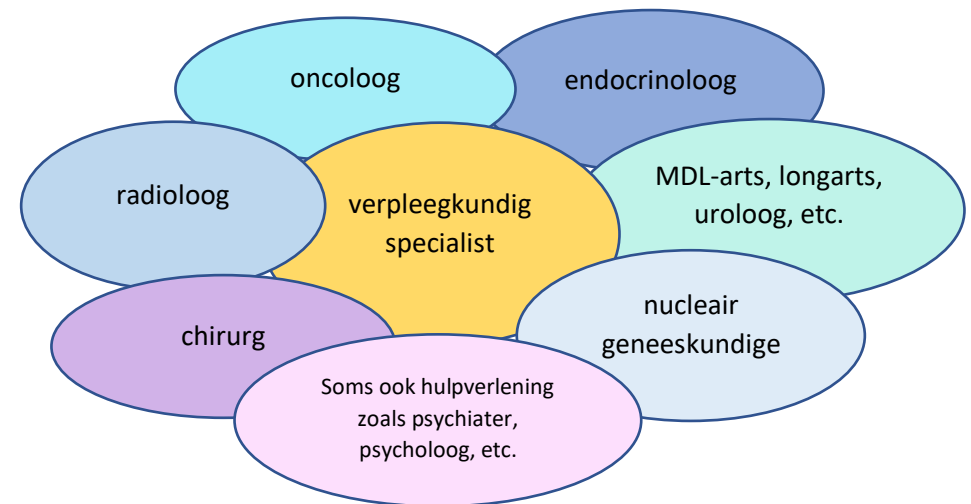 oncoloog
endocrinoloog
radioloog
verpleegkundig
specialist
MDL-arts, longarts,
uroloog, etc.
chirurg
nucleair
geneeskundige
Soms ook hulpverlening
zoals psychiater,
psycholoog, etc.